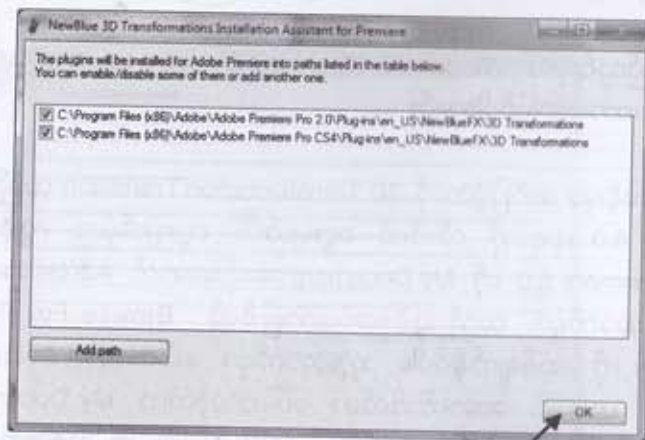 NewBlue 3D Transformations Installation Assistant for Premiere
The plugins will be installed for Adobe Premiere into paths listed in the table below.
You can enable/disable some of them or add another one.
C:\Program Files (x86)\Adobe\Adobe Premiere Pro 2.0\Plug-ins\en_US\NewBlueFX\3D Transformations
C:\Program Files (x86)\Adobe\Adobe Premiere Pro CS4\Plug-ins\en_US\NewBlueFX\3D Transformations
Add path
OK